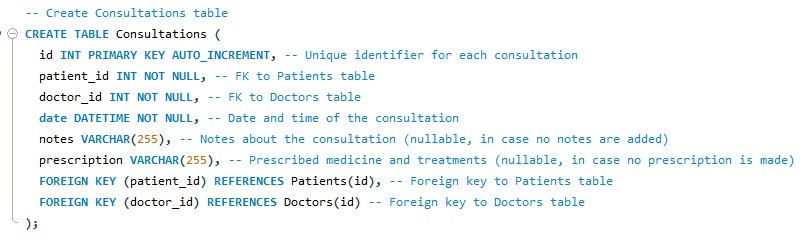 -- Create Consultations table
CREATE TABLE Consultations (
id INT PRIMARY KEY AUTO_INCREMENT, -- Unique identifier for each consultation
patient_id INT NOT NULL, -- FK to Patients table
doctor_id INT NOT NULL, -- FK to Doctors table
date DATETIME NOT NULL, -- Date and time of the consultation
notes VARCHAR(255), -- Notes about the consultation (nullable, in case no notes are added)
prescription VARCHAR(255), -- Prescribed medicine and treatments (nullable, in case no prescription is made)
FOREIGN KEY (patient_id) REFERENCES Patients(id), -- Foreign key to Patients table
FOREIGN KEY (doctor_id) REFERENCES Doctors(id) -- Foreign key to Doctors table
);